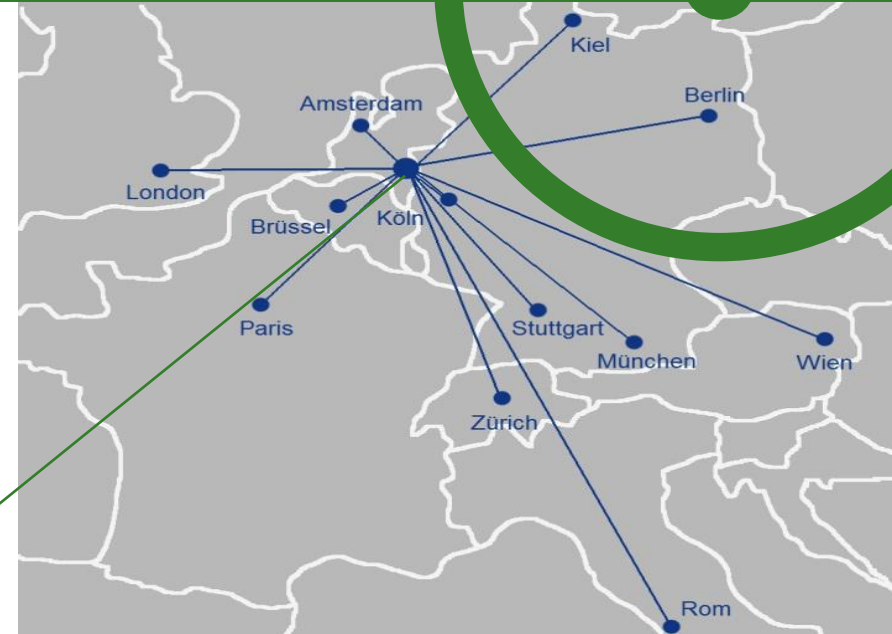 Kiel
Berlin
Amsterdam
London
Brüssel
Köln
Paris
Stuttgart
München
Wien
Zürich
Rom